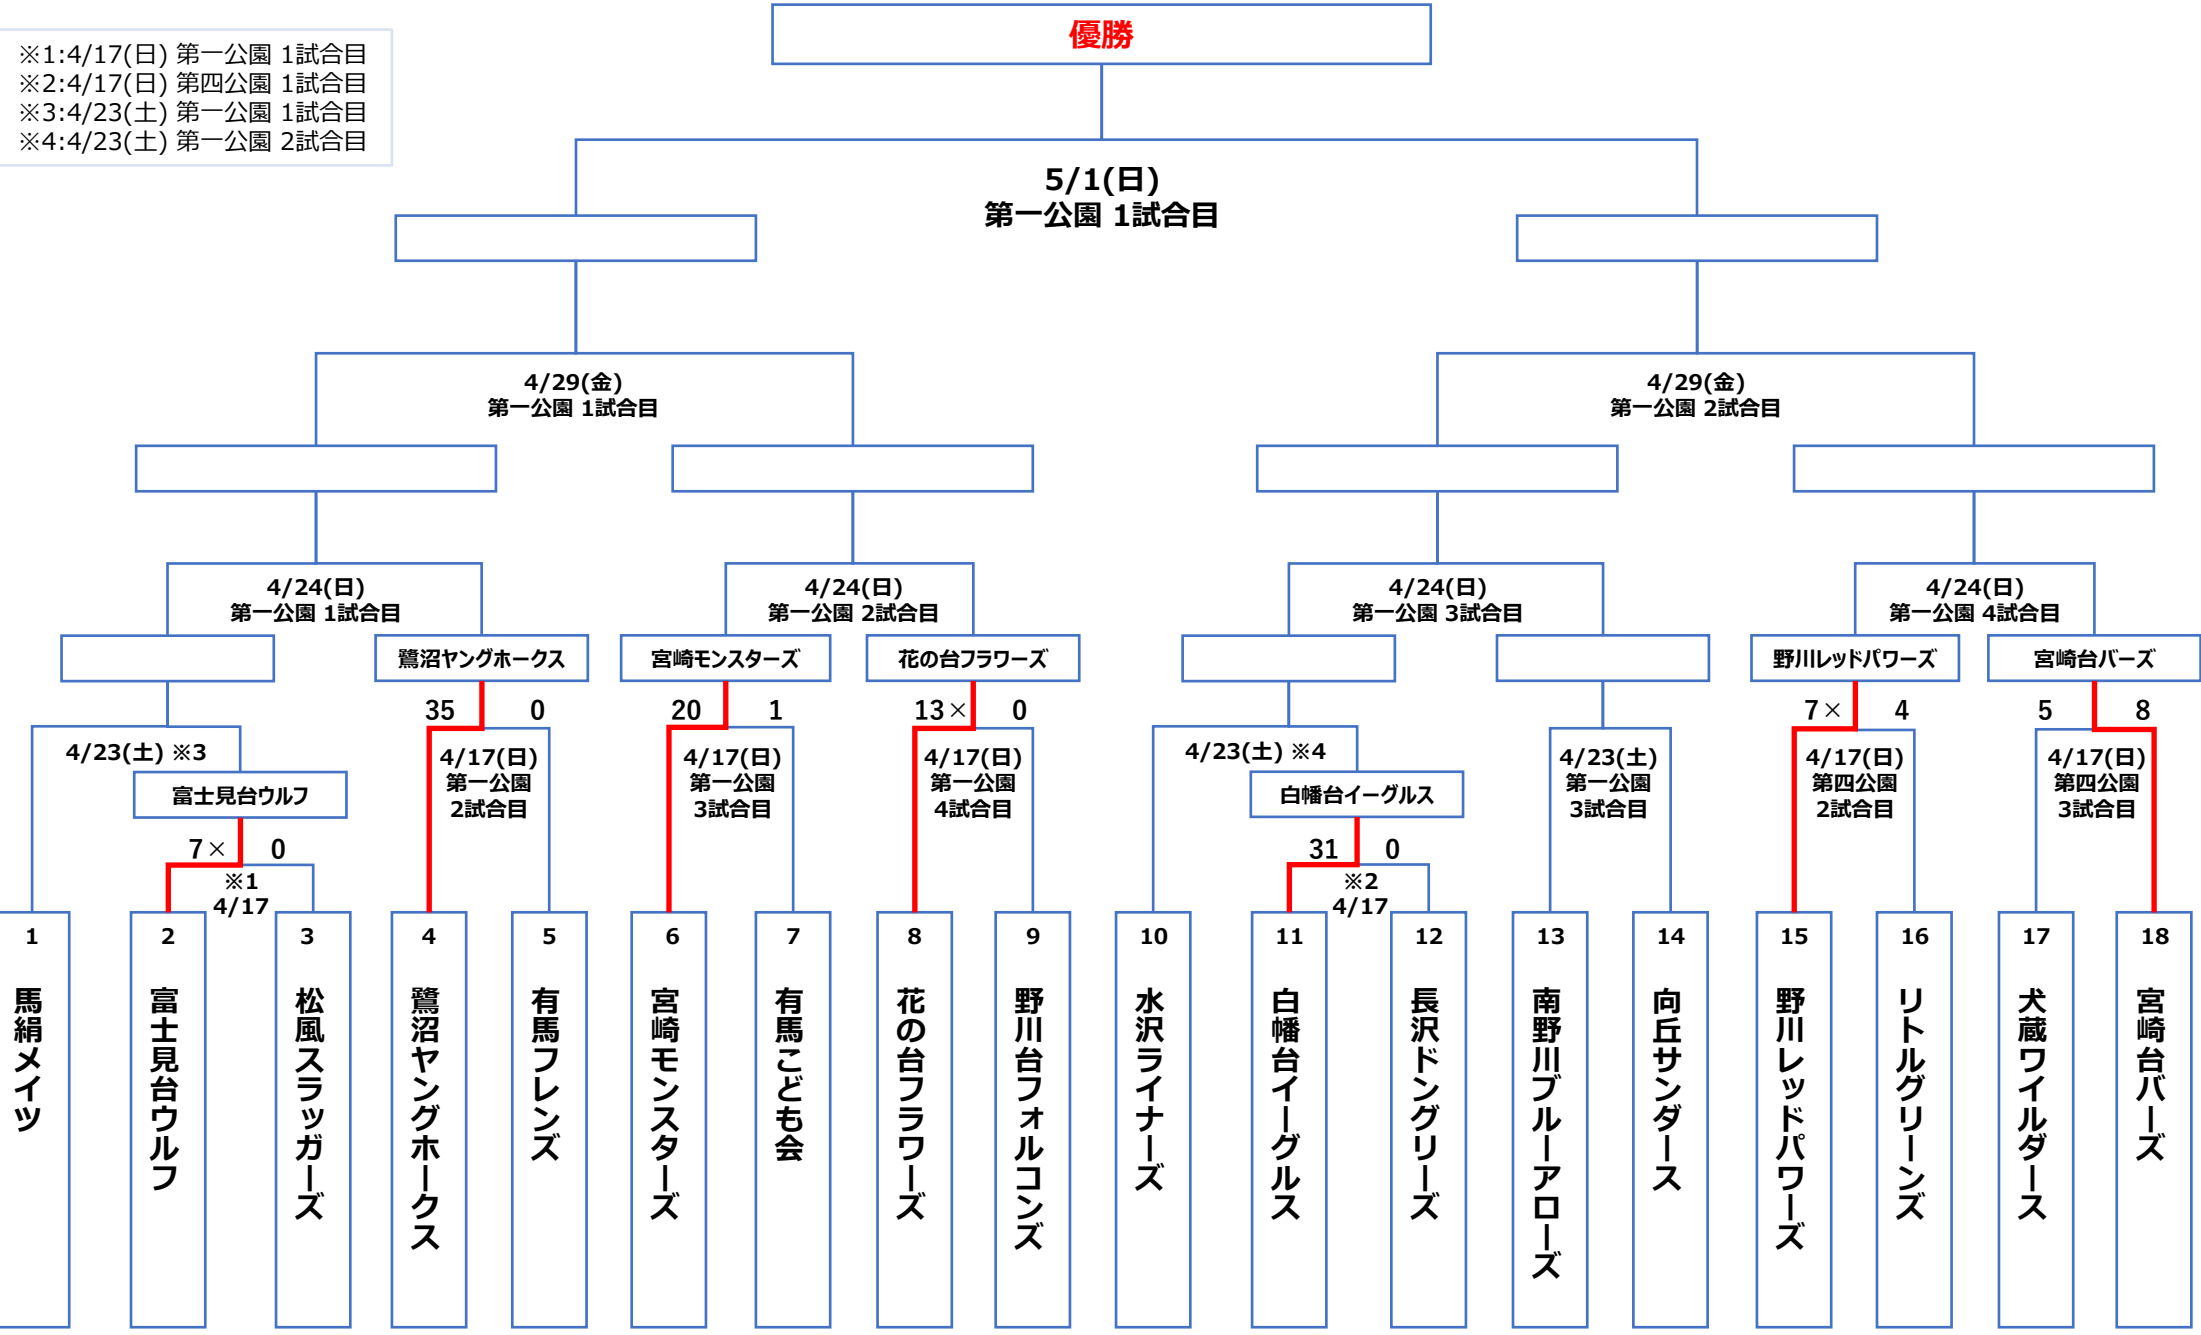 優勝
※1:4/17(日) 第一公園 1試合目
※2:4/17(日) 第四公園 1試合目
※3:4/23(土) 第一公園 1試合目
※4:4/23(土) 第一公園 2試合目
5/1(日)
第一公園 1試合目
4/29(金)
第一公園 1試合目
4/29(金)
第一公園 2試合目
4/24(日)
第一公園 1試合目
4/24(日)
第一公園 2試合目
4/24(日)
第一公園 3試合目
4/24(日)
第一公園 4試合目
鷺沼ヤングホークス
宮崎モンスターズ
花の台フラワーズ
野川レッドパワーズ
宮崎台バーズ
35 0
20 1
13× 0
7× 4
5 8
4/23(土) ※3
4/17(日)
第一公園
2試合目
4/17(日)
第一公園
3試合目
4/17(日)
第一公園
4試合目
4/23(土) ※4
4/23(土)
第一公園
3試合目
4/17(日)
第四公園
2試合目
4/17(日)
第四公園
3試合目
富士見台ウルフ
白幡台イーグルス
7× 0
※1
4/17
31 0
※2
4/17
1
馬絹メイツ
2
富士見台ウルフ
3
松風スラッガーズ
4
鷺沼ヤングホークス
5
有馬フレンズ
6
宮崎モンスターズ
7
有馬こども会
8
花の台フラワーズ
9
野川台フォルコンズ
10
水沢ライナーズ
11
白幡台イーグルス
12
長沢ドングリーズ
13
南野川ブルーアローズ
14
向丘サンダース
15
野川レッドパワーズ
16
リトルグリーンズ
17
犬蔵ワイルダース
18
宮崎台バーズ